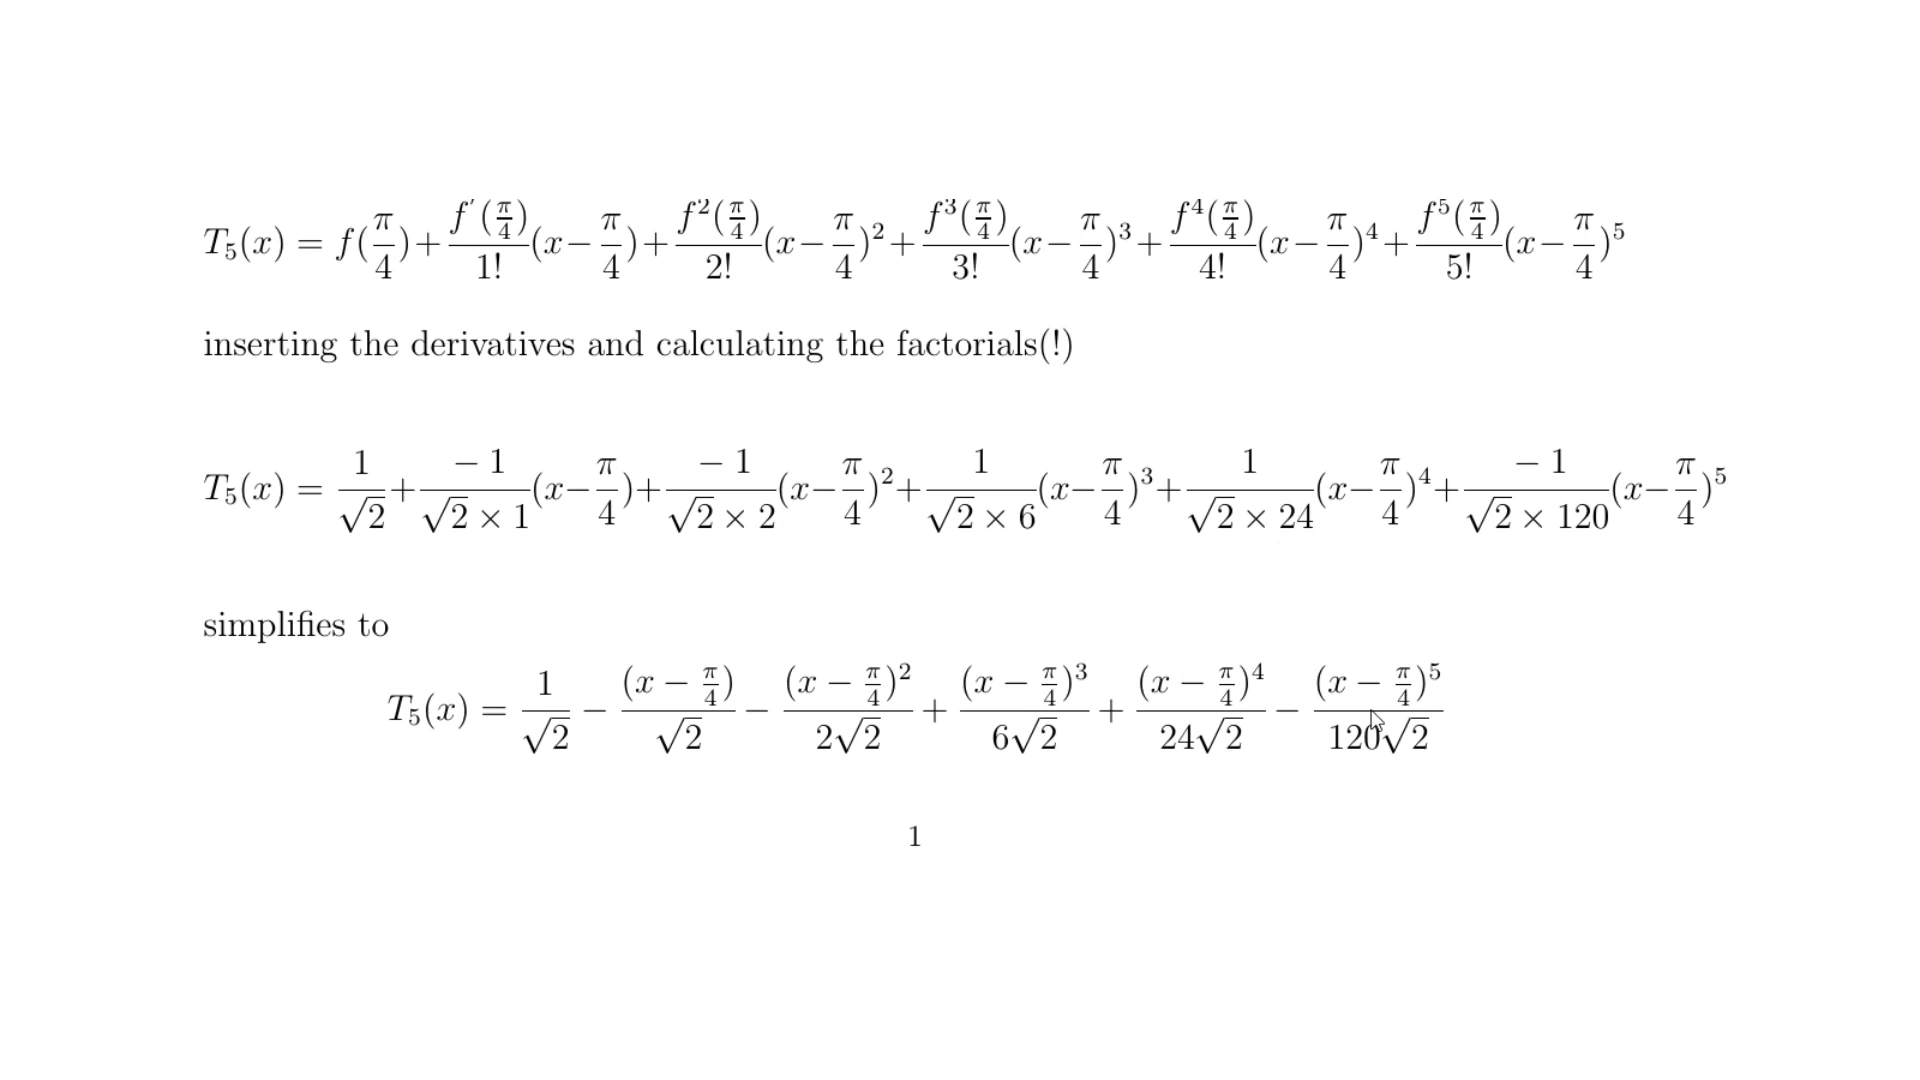 T₅(x) = f(π/4) + f′(π/4)/1! (x − π/4) + f²(π/4)/2! (x − π/4)² + f³(π/4)/3! (x − π/4)³ + f⁴(π/4)/4! (x − π/4)⁴ + f⁵(π/4)/5! (x − π/4)⁵
inserting the derivatives and calculating the factorials(!)
T₅(x) = 1/√2 + −1/(√2 × 1) (x − π/4) + −1/(√2 × 2) (x − π/4)² + 1/(√2 × 6) (x − π/4)³ + 1/(√2 × 24) (x − π/4)⁴ + −1/(√2 × 120) (x − π/4)⁵
simplifies to
T₅(x) = 1/√2 − (x − π/4)/√2 − (x − π/4)²/2√2 + (x − π/4)³/6√2 + (x − π/4)⁴/24√2 − (x − π/4)⁵/120√2
1